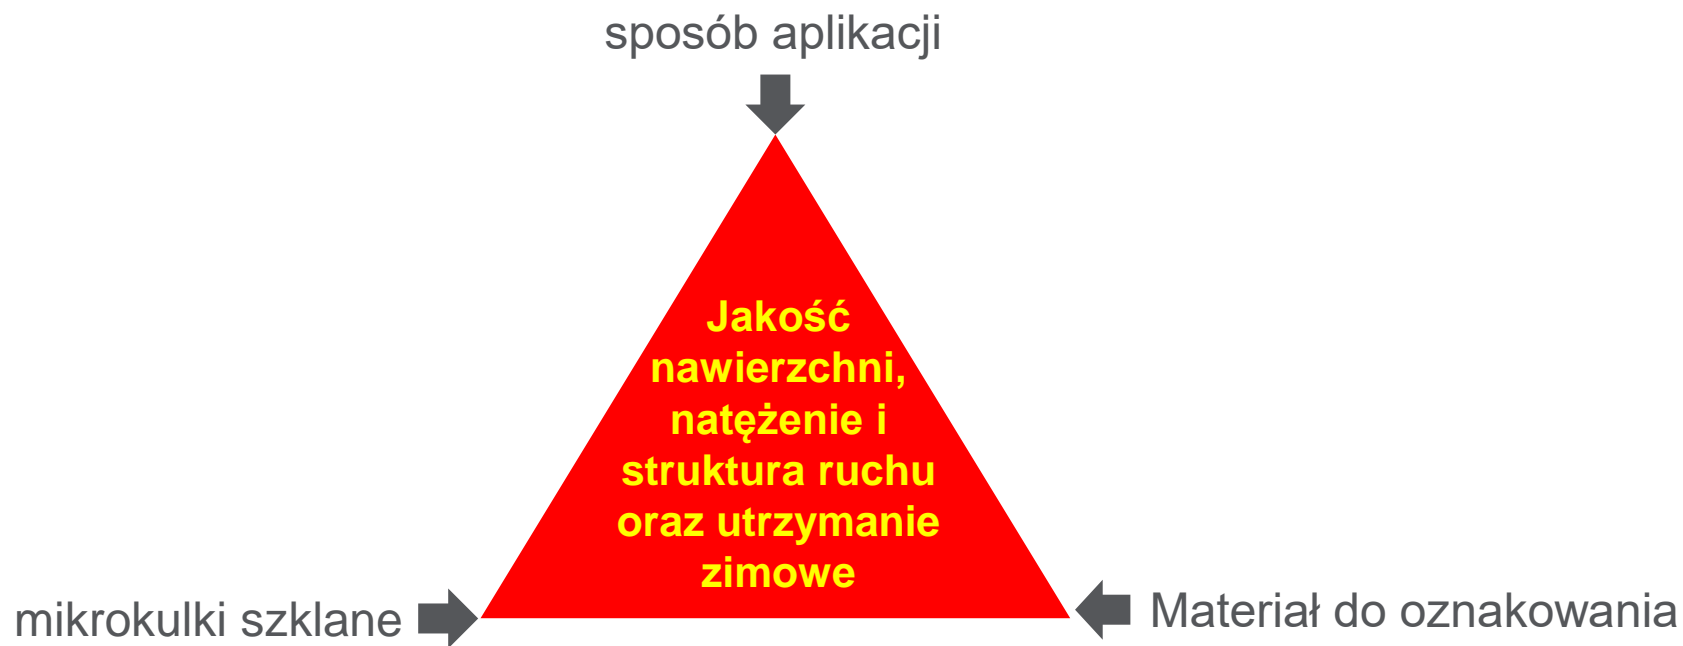 sposób aplikacji
Jakość
nawierzchni,
natężenie i
struktura ruchu
oraz utrzymanie
zimowe
mikrokulki szklane
Materiał do oznakowania